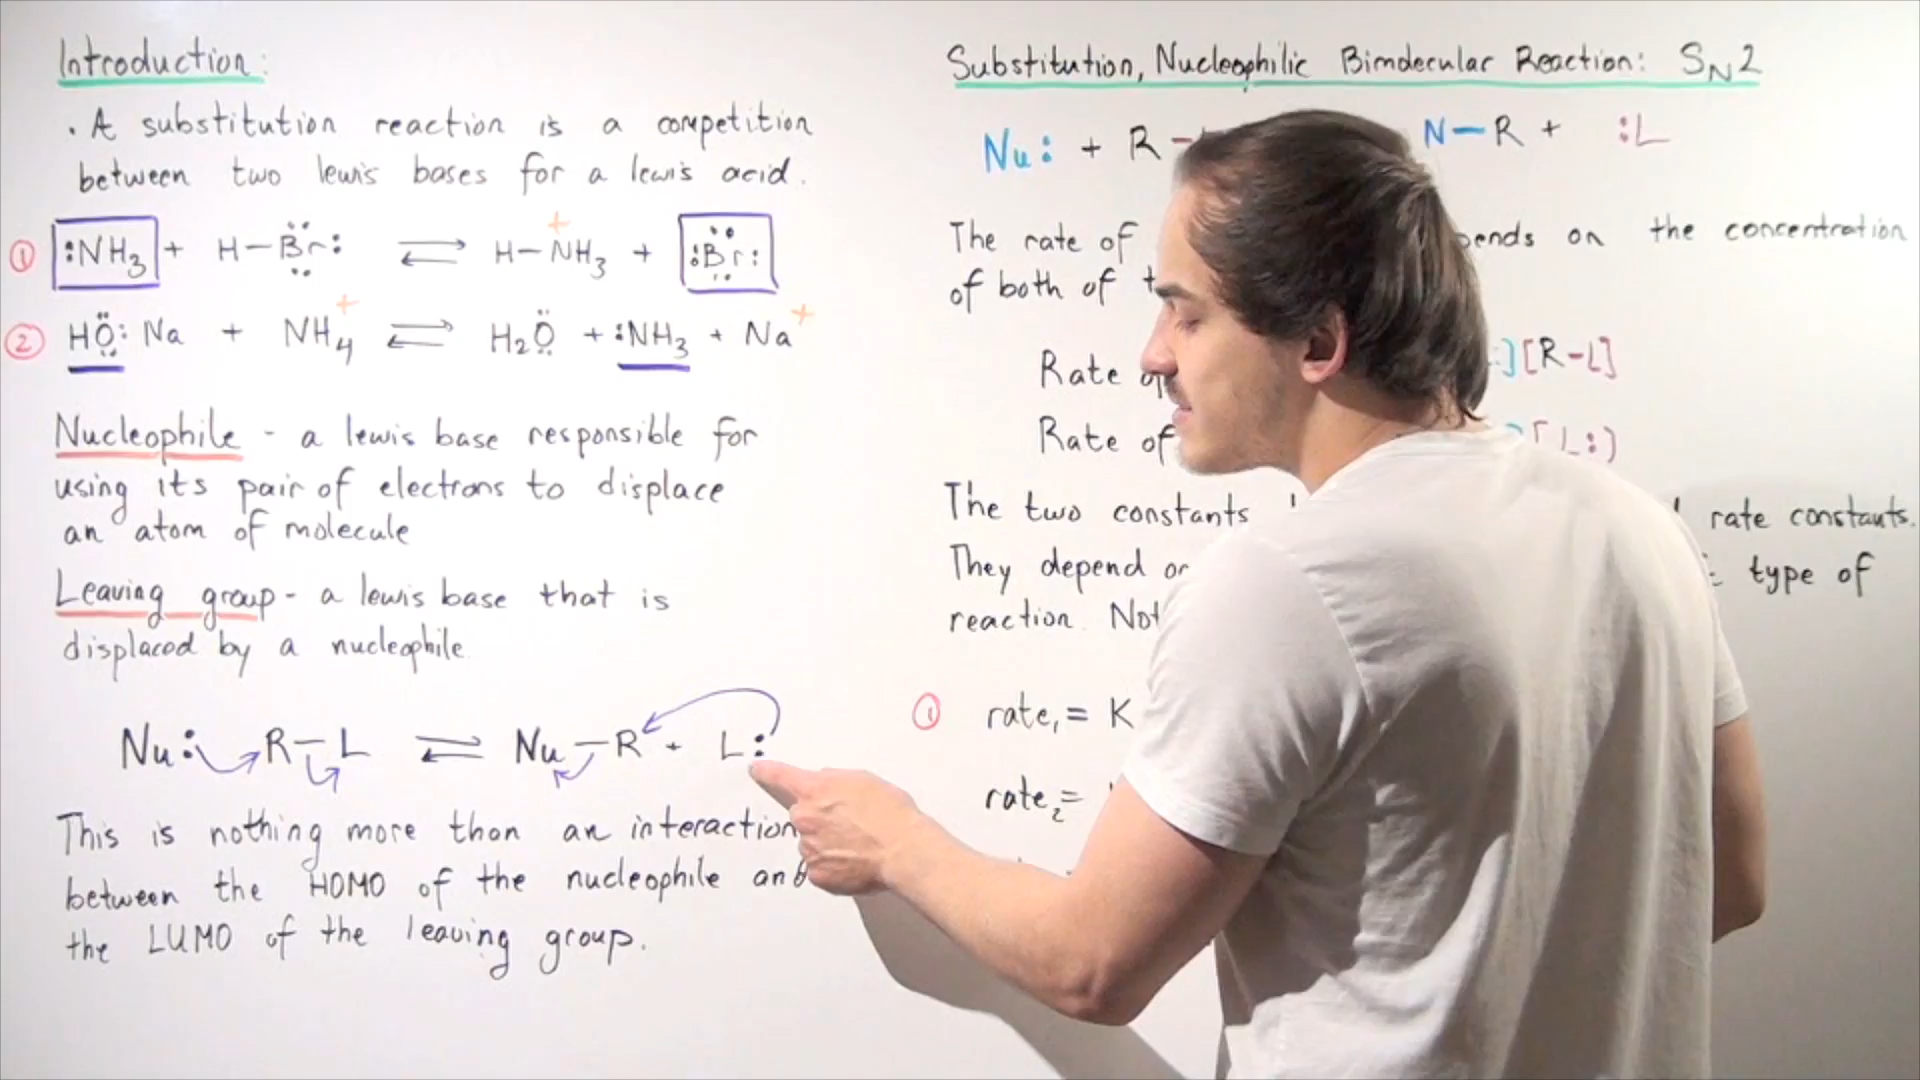 Introduction:
. A substitution reaction is a competition
between two lewis bases for a lewis acid.
① :NH3 + H-Br: ⇌ H-NH3 + :Br:
② HO: Na + NH4+ ⇌ H2O + :NH3 + Na+
Nucleophile - a lewis base responsible for
using its pair of electrons to displace
an atom of molecule
Leaving group - a lewis base that is
displaced by a nucleophile.
Nu: R-L ⇌ Nu-R + L:
This is nothing more than an interaction
between the HOMO of the nucleophile and
the LUMO of the leaving group.
Substitution, Nucleophilic Bimolecular Reaction: SN2
Nu: + R- N-R + :L
The rate of depends on the concentration
of both of
Rate of [R-L]
Rate of [L:)
The two constants rate constants.
They depend on type of
reaction. Not
① rate1 = K
rate2 =